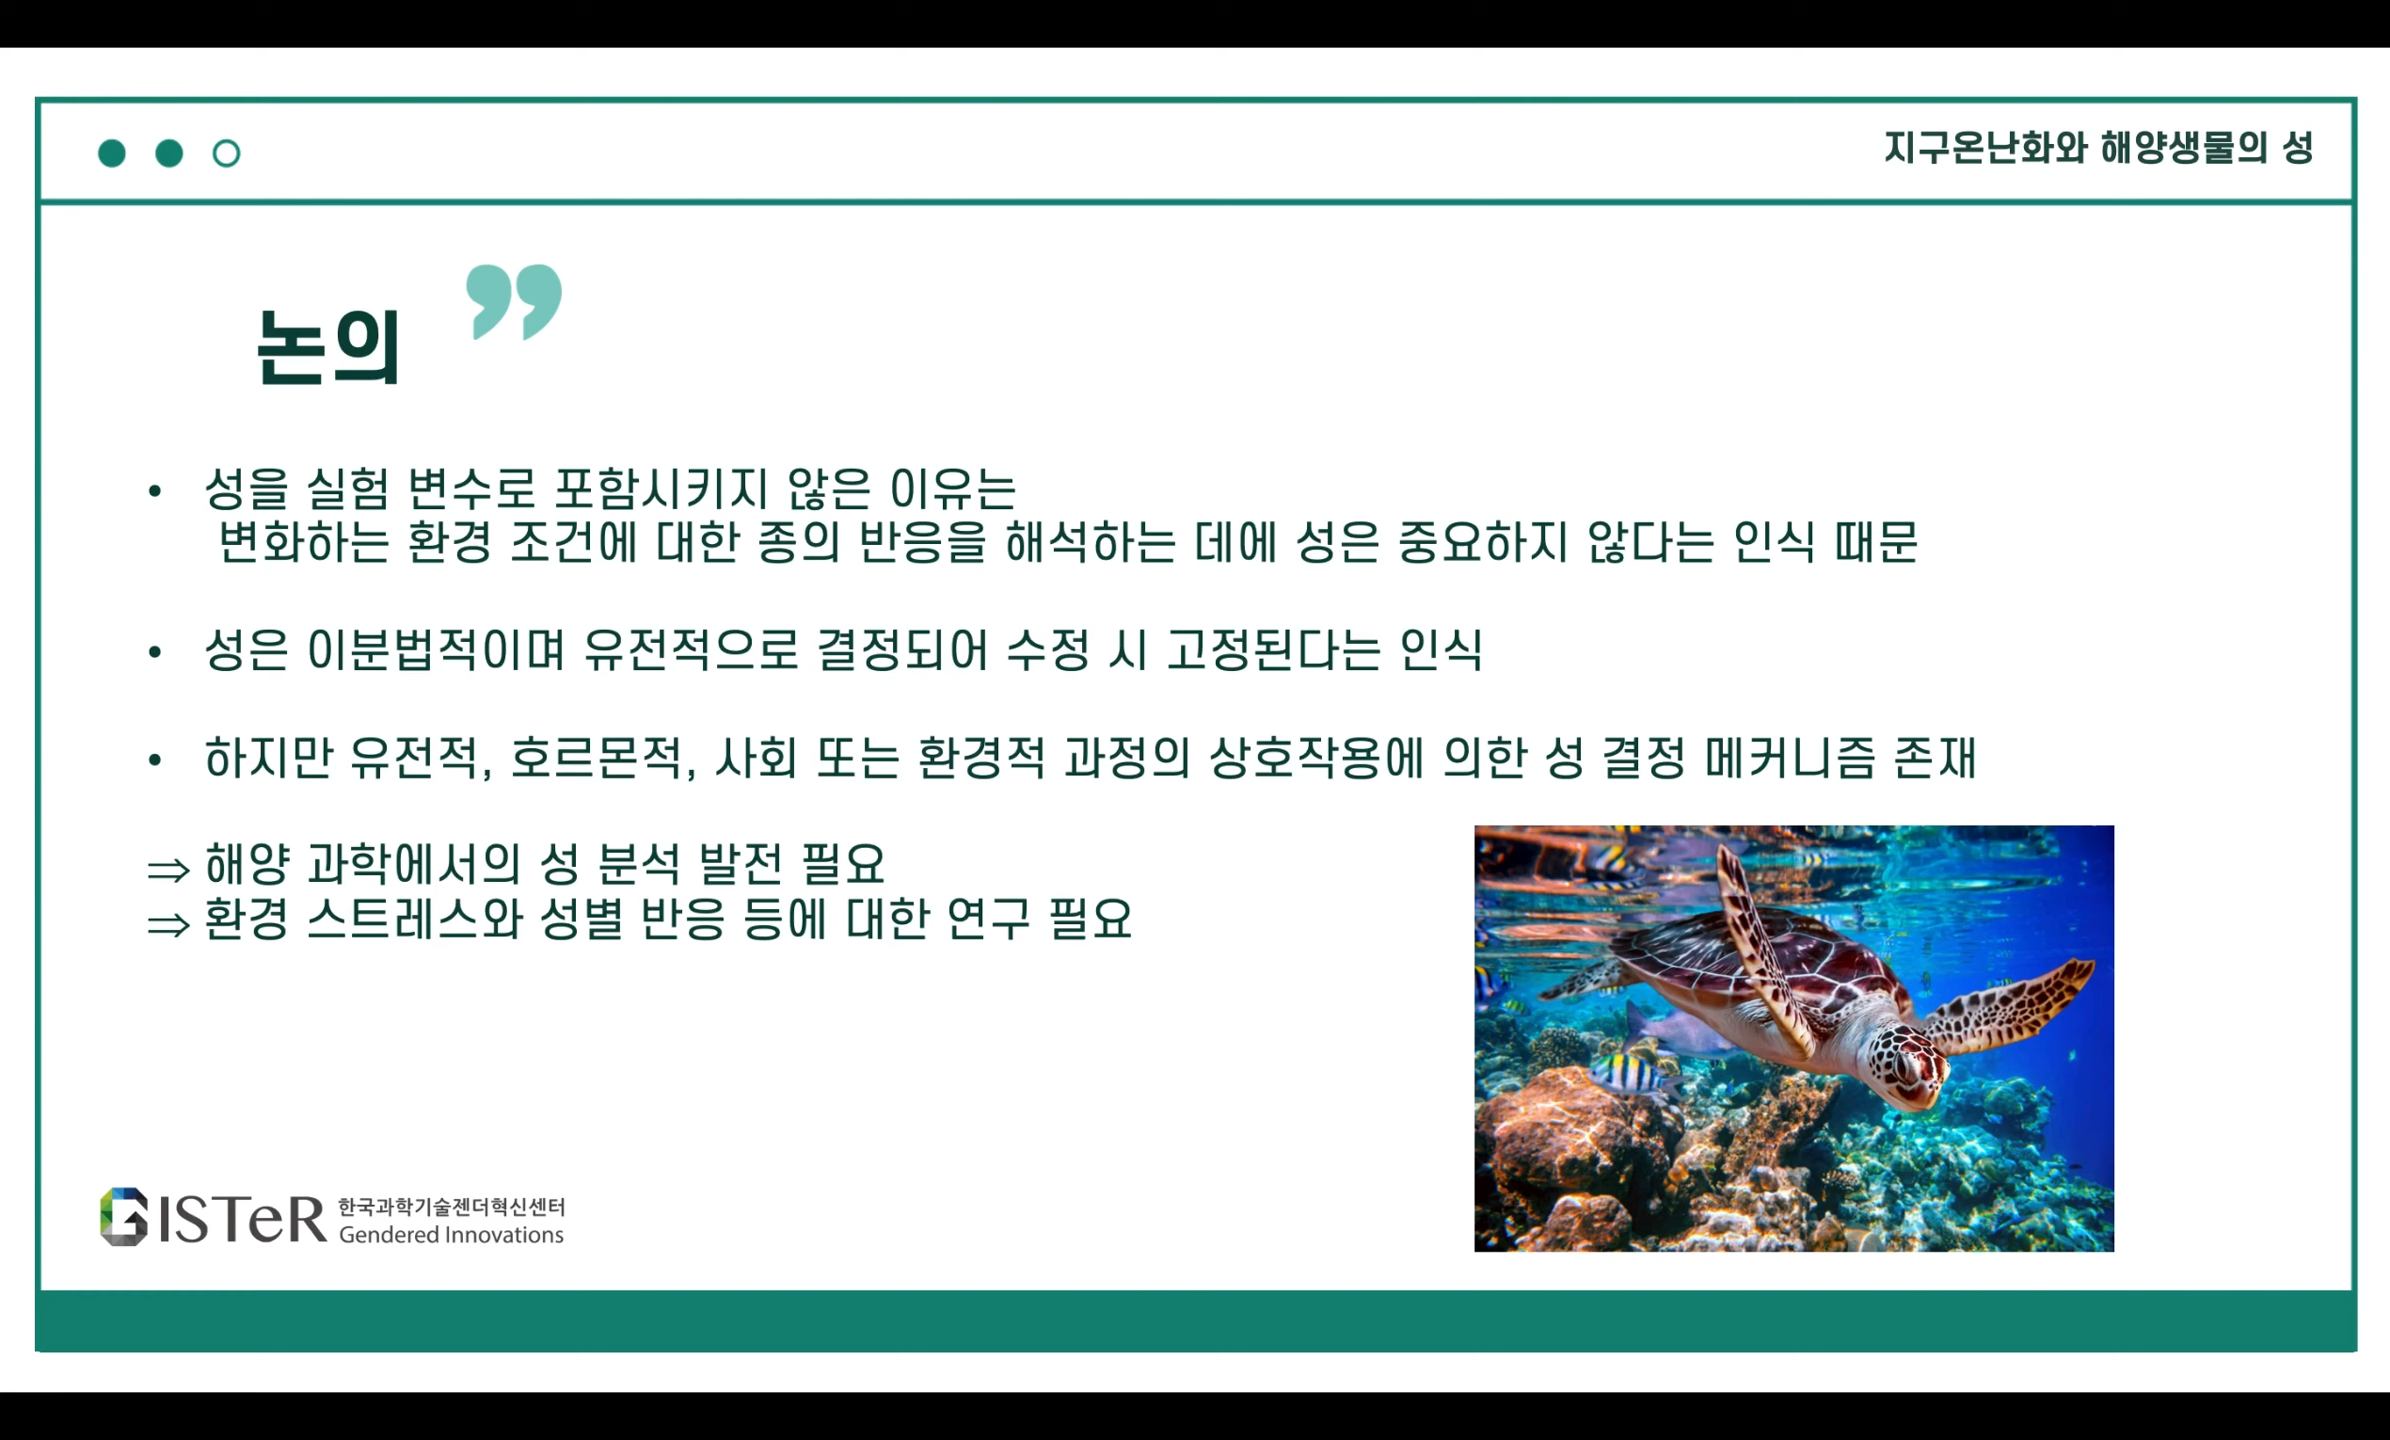 지구온난화와 해양생물의 성
논의
• 성을 실험 변수로 포함시키지 않은 이유는
변화하는 환경 조건에 대한 종의 반응을 해석하는 데에 성은 중요하지 않다는 인식 때문
• 성은 이분법적이며 유전적으로 결정되어 수정 시 고정된다는 인식
• 하지만 유전적, 호르몬적, 사회 또는 환경적 과정의 상호작용에 의한 성 결정 메커니즘 존재
⇒ 해양 과학에서의 성 분석 발전 필요
⇒ 환경 스트레스와 성별 반응 등에 대한 연구 필요
GISTeR 한국과학기술젠더혁신센터
Gendered Innovations